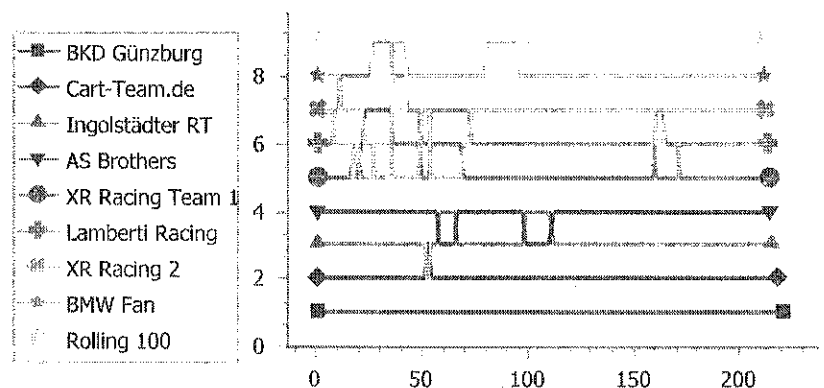 BKD Günzburg
Cart-Team.de
Ingolstädter RT
AS Brothers
XR Racing Team 1
Lamberti Racing
XR Racing 2
BMW Fan
Rolling 100
8
6
4
2
0
0 50 100 150 200